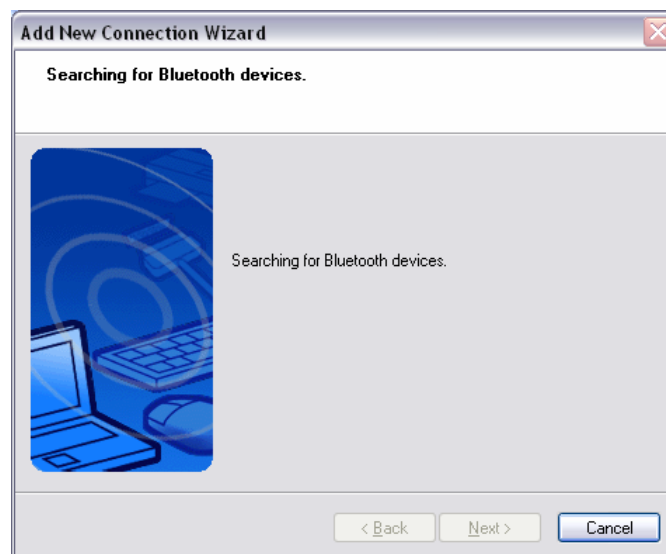 Add New Connection Wizard
Searching for Bluetooth devices.
Searching for Bluetooth devices.
< Back
Next >
Cancel